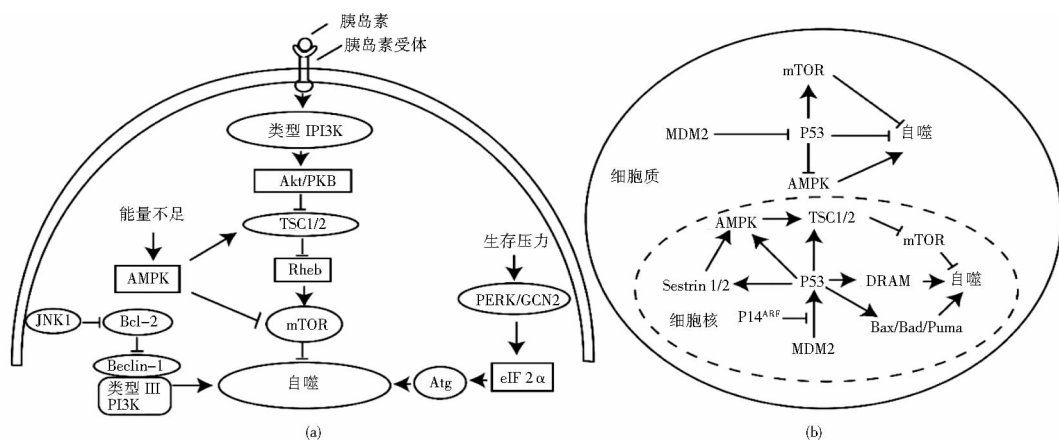 胰岛素
胰岛素受体
类型 IPI3K
Akt/PKB
能量不足
TSC1/2
生存压力
AMPK
Rheb
PERK/GCN2
JNK1
Bcl-2
mTOR
Beclin-1
类型 III
PI3K
自噬
Atg
eIF 2α
(a)
mTOR
MDM2
P53
自噬
细胞质
AMPK
AMPK
TSC1/2
mTOR
Sestrin 1/2
P53
DRAM
自噬
细胞核
P14ᴬᴿᶠ
Bax/Bad/Puma
MDM2
(b)